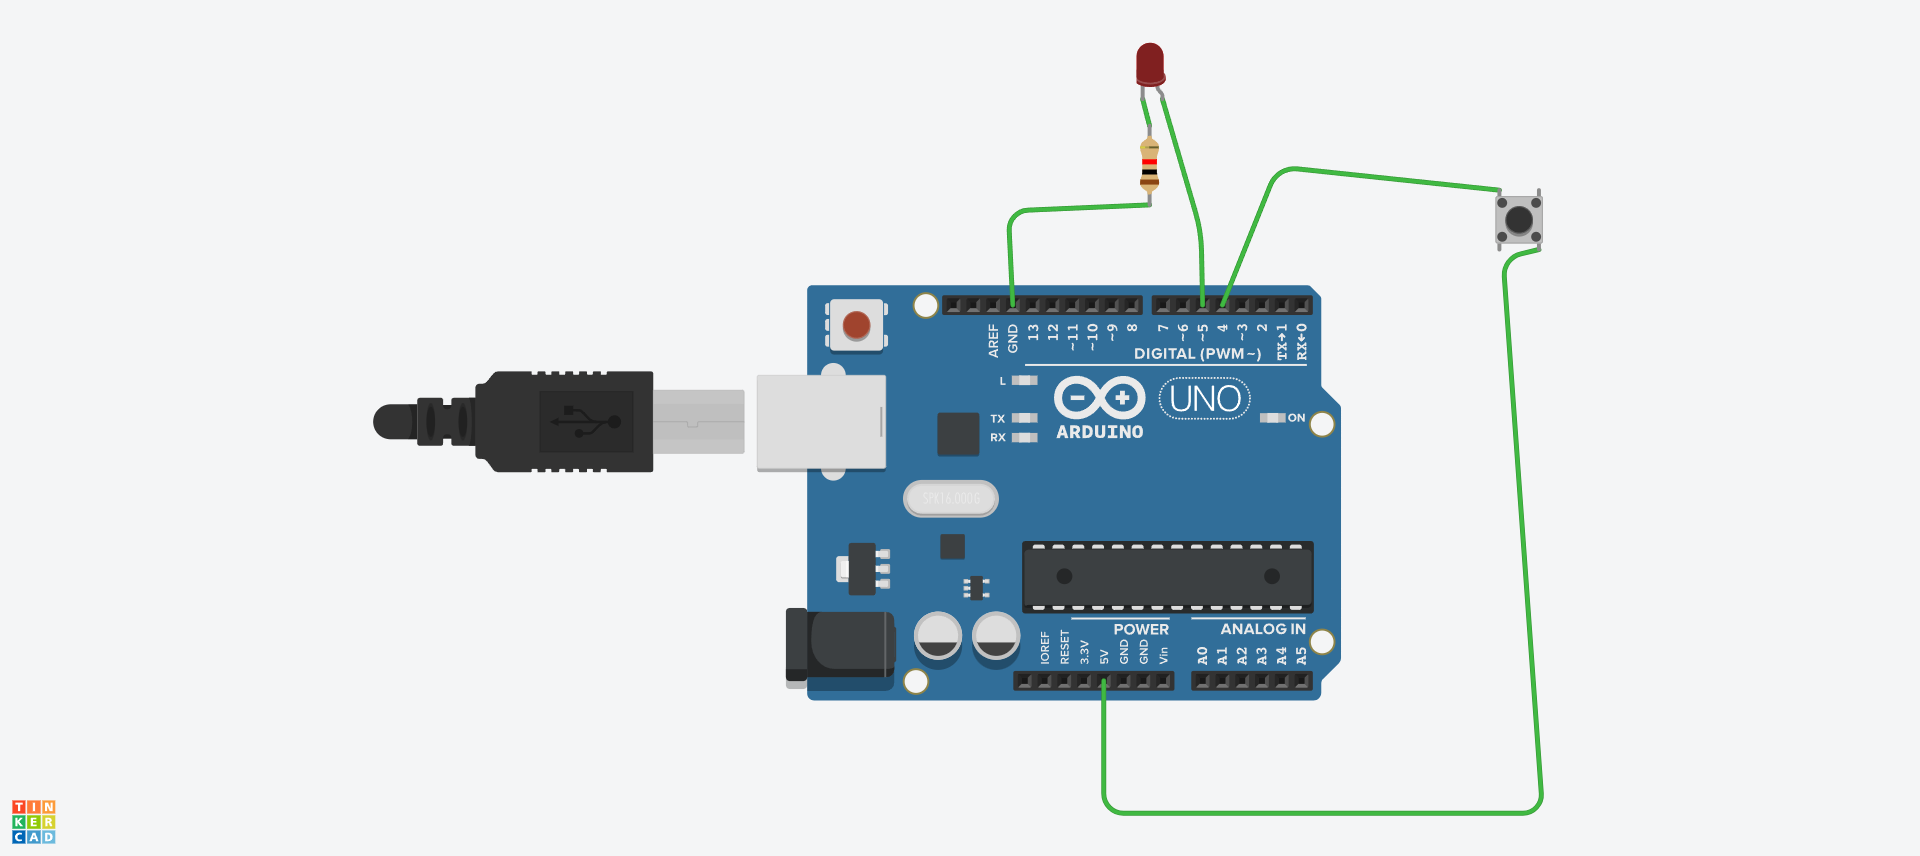 AREF
GND
13
12
~11
~10
~9
8
7
~6
~5
4
~3
2
TX→1
RX←0
DIGITAL (PWM~)
L
TX
RX
ARDUINO
UNO
ON
SPK16.000G
POWER
ANALOG IN
IOREF
RESET
3.3V
5V
GND
GND
Vin
A0
A1
A2
A3
A4
A5
TIN
KER
CAD